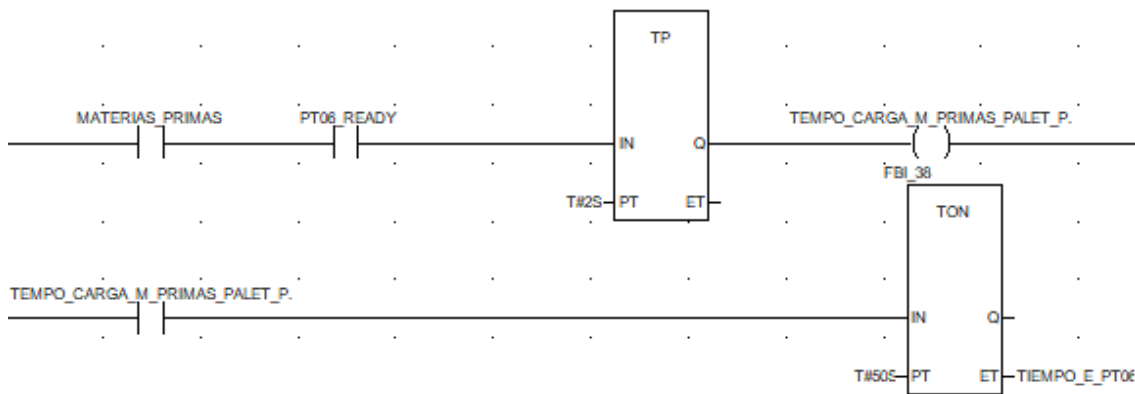 TP
MATERIAS_PRIMAS
PT06_READY
TEMPO_CARGA_M_PRIMAS_PALET_P.
IN
Q
FBI_38
T#2S
PT
ET
TON
TEMPO_CARGA_M_PRIMAS_PALET_P.
IN
Q
T#50S
PT
ET
TIEMPO_E_PT06